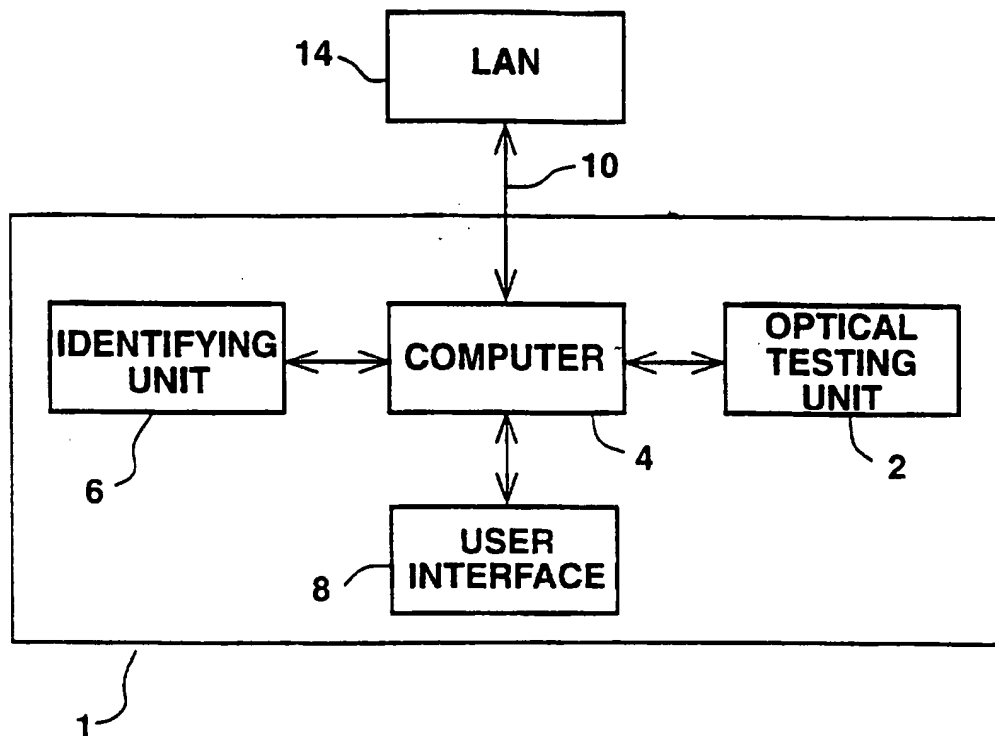 14
LAN
10
IDENTIFYING
UNIT
COMPUTER
OPTICAL
TESTING
UNIT
6
4
2
USER
INTERFACE
8
1